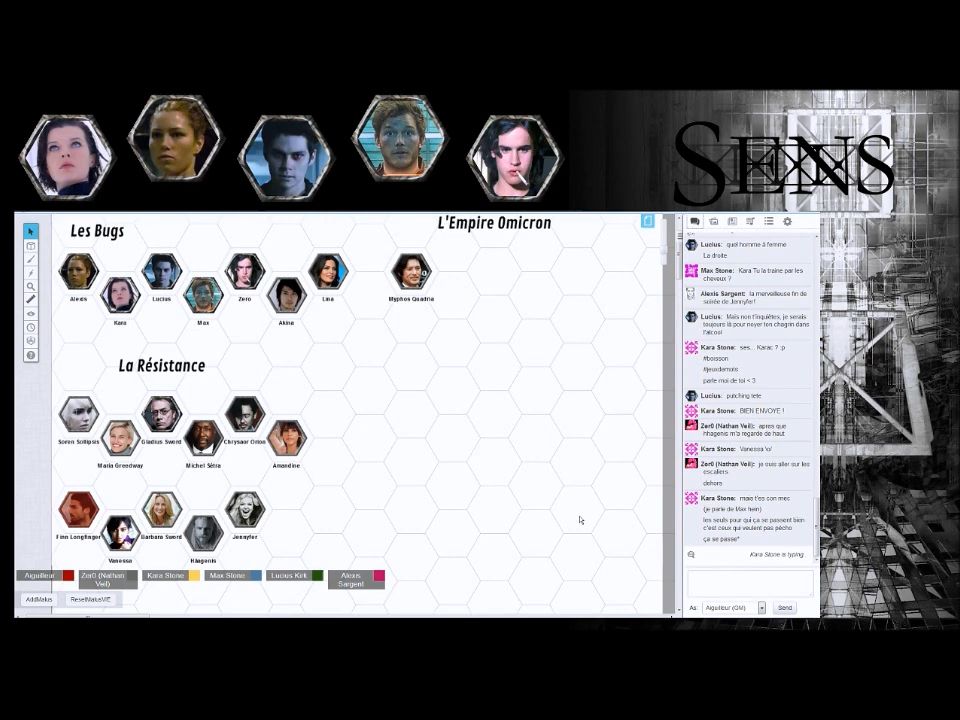 SENS
Les Bugs
L'Empire Omicron
Alexis
Kara
Lucius
Max
Zero
Akina
Lina
Myphos Quadria
La Résistance
Soren Sollipsis
Maria Greedway
Gladius Sword
Michel Sétra
Chrysaor Orion
Amandine
Finn Longfinger
Vanessa
Barbara Sword
Häagenis
Jennyfer
Aiguilleur
Zer0 (Nathan
Veil)
Kara Stone
Max Stone
Lucius Kirk
Alexis
Sargent
AddMalus
ResetMalusME
Lucius: quel homme à femme
La droite
Max Stone: Kara Tu la traine par les
cheveux ?
Alexis Sargent: la merveilleuse fin de
soirée de Jennyfer!
Lucius: Mais non t'inquiètes, je serais
toujours là pour noyer ton chagrin dans
l'alcool
Kara Stone: ses... Karac ? :p
#boisson
#jeuxdemots
parle moi de toi < 3
Lucius: putching tete
Kara Stone: BIEN ENVOYE !
Zer0 (Nathan Veil): apres que
hhagenis m'a regarde de haut
Kara Stone: Vanessa \o/
Zer0 (Nathan Veil): je suis aller sur les
escaliers
dehors
Kara Stone: mais t'es con mec
(je parle de Max hein)
les seuls pour qui ça se passent bien
c'est ceux qui veulent pas pécho
ça se passe*
Kara Stone is typing
As:
Aiguilleur (GM)
Send